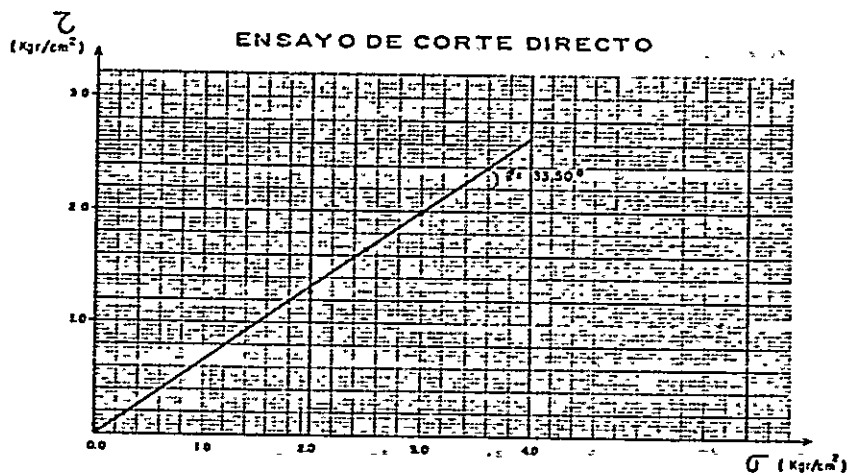 ENSAYO DE CORTE DIRECTO
τ
(Kgr/cm²)
3.0
2.0
1.0
33,50°
0.0 1.0 2.0 3.0 4.0
σ (Kgr/cm²)